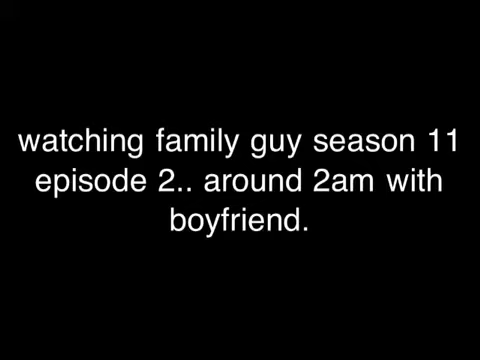 watching family guy season 11
episode 2.. around 2am with
boyfriend.